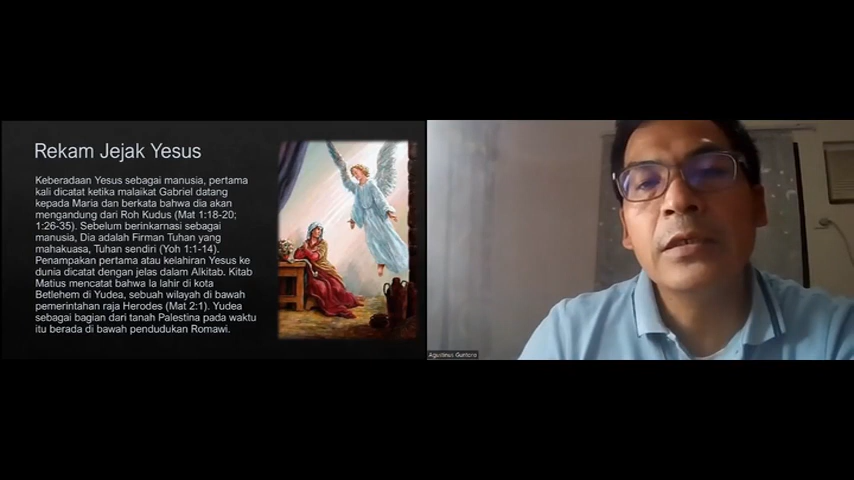 Rekam Jejak Yesus
Keberadaan Yesus sebagai manusia, pertama
kali dicatat ketika malaikat Gabriel datang
kepada Maria dan berkata bahwa dia akan
mengandung dari Roh Kudus (Mat 1:18-20;
1:26-35). Sebelum berinkarnasi sebagai
manusia, Dia adalah Firman Tuhan yang
mahakuasa, Tuhan sendiri (Yoh 1:1-14).
Penampakan pertama atau kelahiran Yesus ke
dunia dicatat dengan jelas dalam Alkitab. Kitab
Matius mencatat bahwa Ia lahir di kota
Betlehem di Yudea, sebuah wilayah di bawah
pemerintahan raja Herodes (Mat 2:1). Yudea
sebagai bagian dari tanah Palestina pada waktu
itu berada di bawah pendudukan Romawi.
Agustinus Guntoro